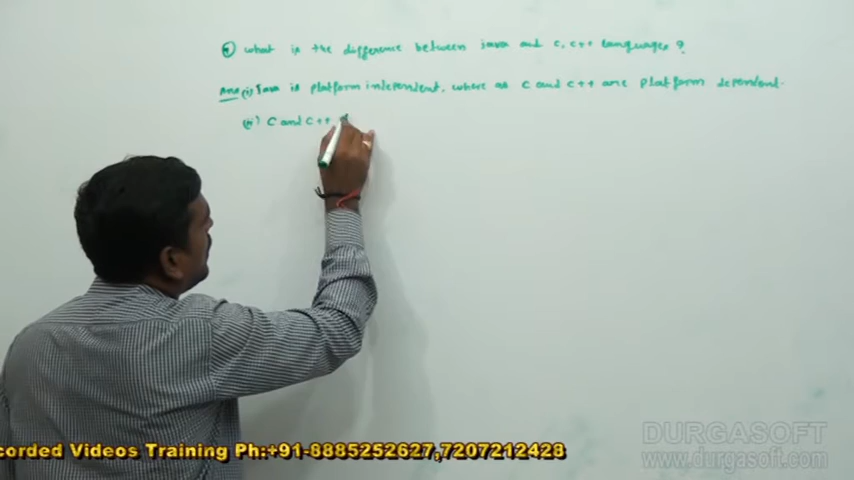 what is the difference between java and c, c++ languages?
Ans (i) Java is platform independent, where as c and c++ are platform dependent.
(ii) C and C++
DURGASOFT
www.durgasoft.com
corded Videos Training Ph:+91-8885252627,7207212428